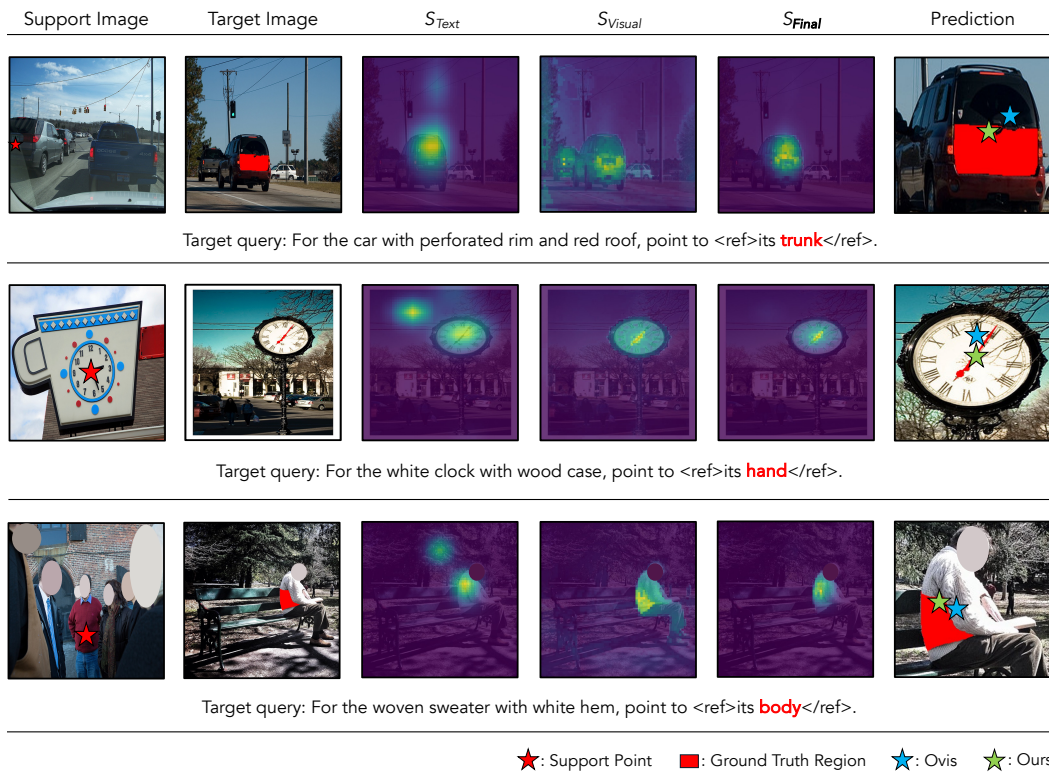 Support Image Target Image S_Text S_Visual S_Final Prediction
Target query: For the car with perforated rim and red roof, point to <ref>its trunk</ref>.
Target query: For the white clock with wood case, point to <ref>its hand</ref>.
Target query: For the woven sweater with white hem, point to <ref>its body</ref>.
: Support Point : Ground Truth Region : Ovis : Ours